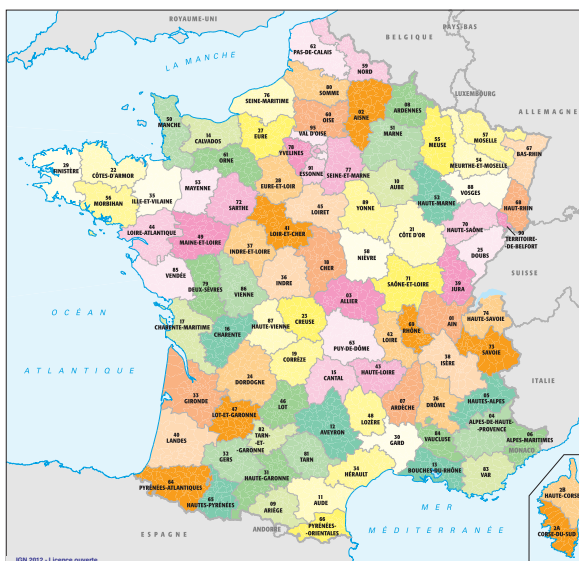 ROYAUME-UNI
PAYS-BAS
BELGIQUE
LA MANCHE
62
PAS-DE-CALAIS
59
NORD
LUXEMBOURG
ALLEMAGNE
76
SEINE-MARITIME
80
SOMME
02
AISNE
08
ARDENNES
50
MANCHE
14
CALVADOS
27
EURE
60
OISE
95
VAL D'OISE
51
MARNE
55
MEUSE
57
MOSELLE
54
MEURTHE-ET-MOSELLE
67
BAS-RHIN
61
ORNE
78
YVELINES
91
ESSONNE
77
SEINE-ET-MARNE
29
FINISTÈRE
22
CÔTES-D'ARMOR
56
MORBIHAN
35
ILLE-ET-VILAINE
53
MAYENNE
72
SARTHE
28
EURE-ET-LOIR
45
LOIRET
10
AUBE
52
HAUTE-MARNE
88
VOSGES
68
HAUT-RHIN
89
YONNE
70
HAUTE-SAÔNE
90
TERRITOIRE-
DE-BELFORT
44
LOIRE-ATLANTIQUE
49
MAINE-ET-LOIRE
37
INDRE-ET-LOIRE
41
LOIR-ET-CHER
18
CHER
58
NIÈVRE
21
CÔTE D'OR
25
DOUBS
SUISSE
85
VENDÉE
79
DEUX-SÈVRES
86
VIENNE
36
INDRE
03
ALLIER
71
SAÔNE-ET-LOIRE
39
JURA
OCÉAN
17
CHARENTE-MARITIME
16
CHARENTE
87
HAUTE-VIENNE
23
CREUSE
63
PUY-DE-DÔME
42
LOIRE
69
RHÔNE
01
AIN
74
HAUTE-SAVOIE
73
SAVOIE
ATLANTIQUE
19
CORRÈZE
24
DORDOGNE
15
CANTAL
43
HAUTE-LOIRE
38
ISÈRE
ITALIE
33
GIRONDE
47
LOT-ET-GARONNE
46
LOT
12
AVEYRON
48
LOZÈRE
07
ARDÈCHE
26
DRÔME
05
HAUTES-ALPES
40
LANDES
82
TARN-
-ET-
-GARONNE
32
GERS
81
TARN
30
GARD
84
VAUCLUSE
04
ALPES-DE-HAUTE-
-PROVENCE
06
ALPES-MARITIMES
MONACO
64
PYRÉNÉES-ATLANTIQUES
65
HAUTES-PYRÉNÉES
31
HAUTE-GARONNE
34
HÉRAULT
13
BOUCHES-DU-RHÔNE
83
VAR
09
ARIÈGE
11
AUDE
66
PYRÉNÉES-
-ORIENTALES
2B
HAUTE-CORSE
2A
CORSE-DU-SUD
ESPAGNE
ANDORRE
MER
MÉDITERRANÉE
IGN 2012 - Licence ouverte